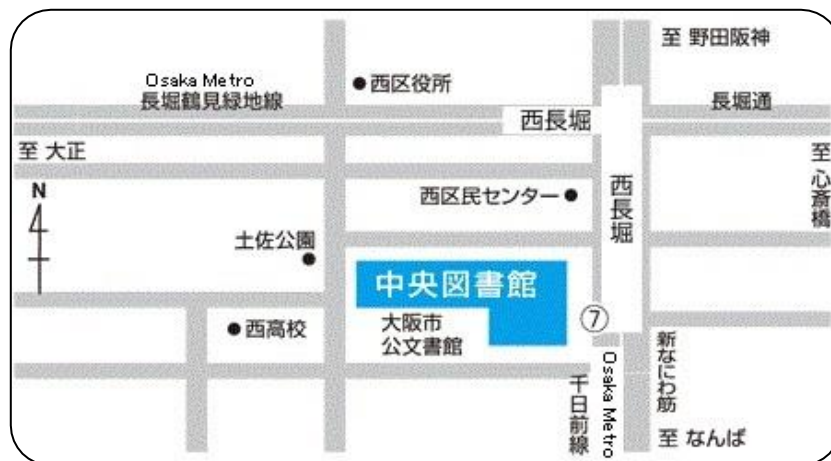 至 野田阪神
Osaka Metro
長堀鶴見緑地線
●西区役所
長堀通
西長堀
至 大正
至 心斎橋
N
西区民センター●
西長堀
土佐公園
●
中央図書館
●西高校
大阪市
公文書館
⑦
新なにわ筋
Osaka Metro
千日前線
至 なんば